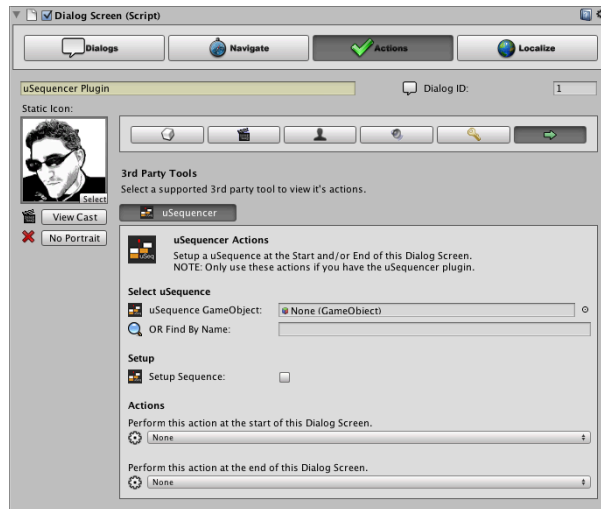 Dialog Screen (Script)
Dialogs
Navigate
Actions
Localize
uSequencer Plugin
Dialog ID:
1
Static Icon:
Select
View Cast
No Portrait
3rd Party Tools
Select a supported 3rd party tool to view it's actions.
uSequencer
uSeq
uSequencer Actions
Setup a uSequence at the Start and/or End of this Dialog Screen.
NOTE: Only use these actions if you have the uSequencer plugin.
Select uSequence
uSequence GameObject:
None (GameObject)
OR Find By Name:
Setup
Setup Sequence:
Actions
Perform this action at the start of this Dialog Screen.
None
Perform this action at the end of this Dialog Screen.
None